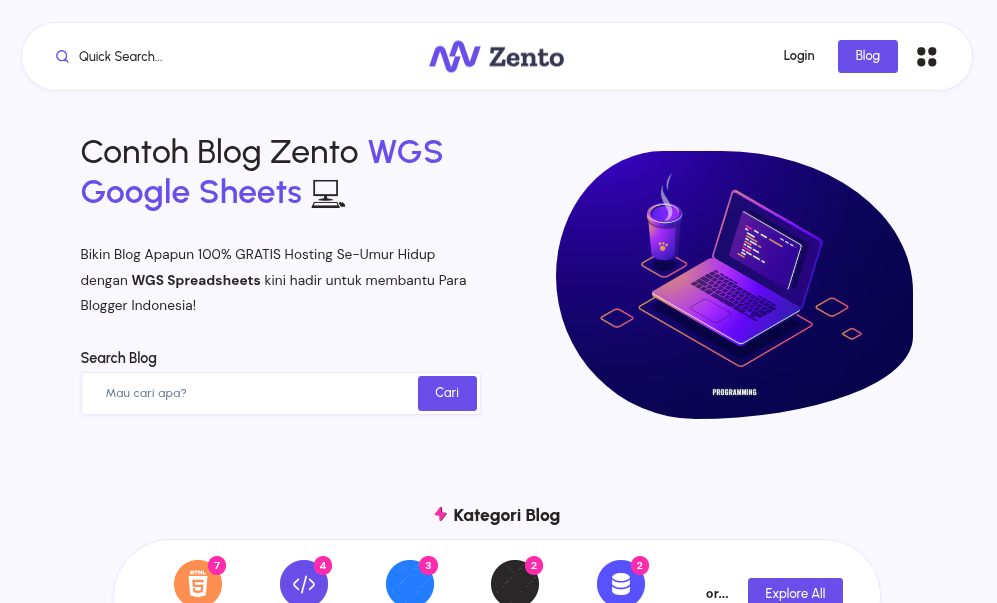 Quick Search...
Zento
Login
Blog
Contoh Blog Zento WGS
Google Sheets
Bikin Blog Apapun 100% GRATIS Hosting Se-Umur Hidup
dengan WGS Spreadsheets kini hadir untuk membantu Para
Blogger Indonesia!
Search Blog
Mau cari apa?
Cari
PROGRAMMING
Kategori Blog
HTML
5
7
4
3
2
2
or...
Explore All